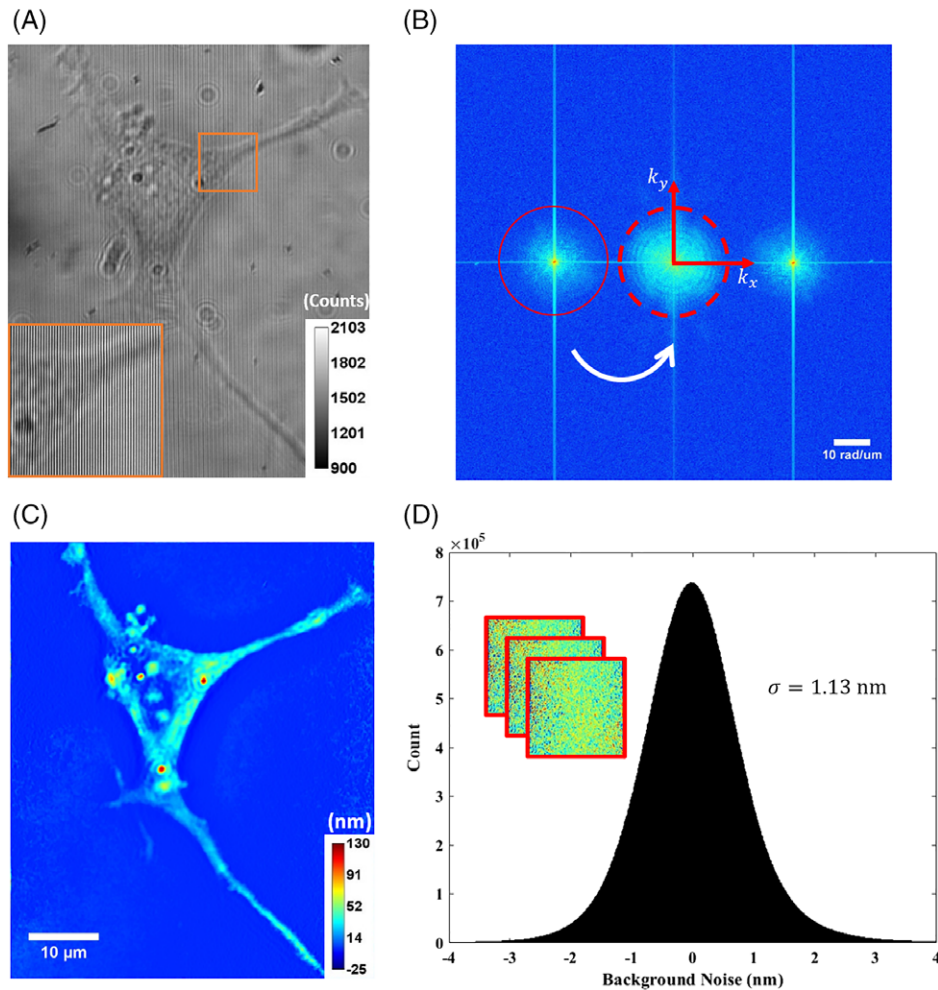 (A)
(Counts)
2103
1802
1502
1201
900
(B)
k_y
k_x
10 rad/um
(C)
(nm)
130
91
52
14
-25
10 µm
(D)
×10^5
8
7
6
5
4
3
2
1
0
Count
σ = 1.13 nm
-4 -3 -2 -1 0 1 2 3 4
Background Noise (nm)